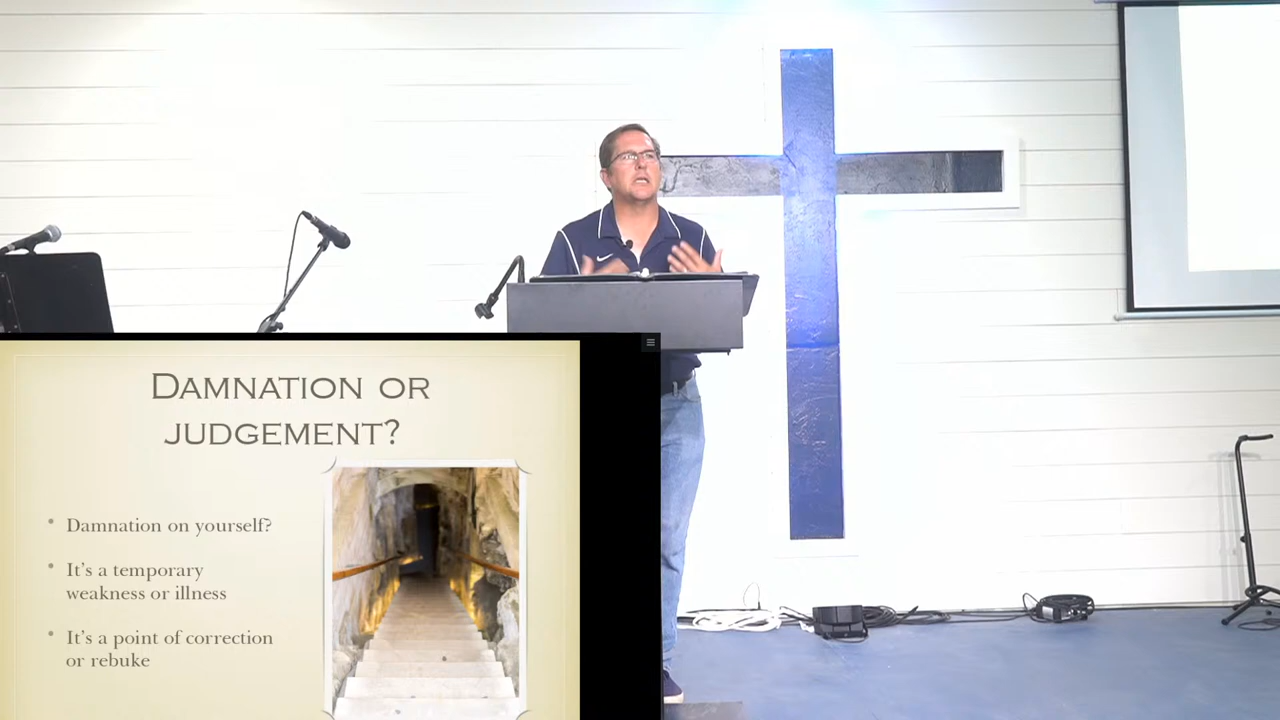 DAMNATION OR
JUDGEMENT?
• Damnation on yourself?
• It's a temporary
weakness or illness
• It's a point of correction
or rebuke